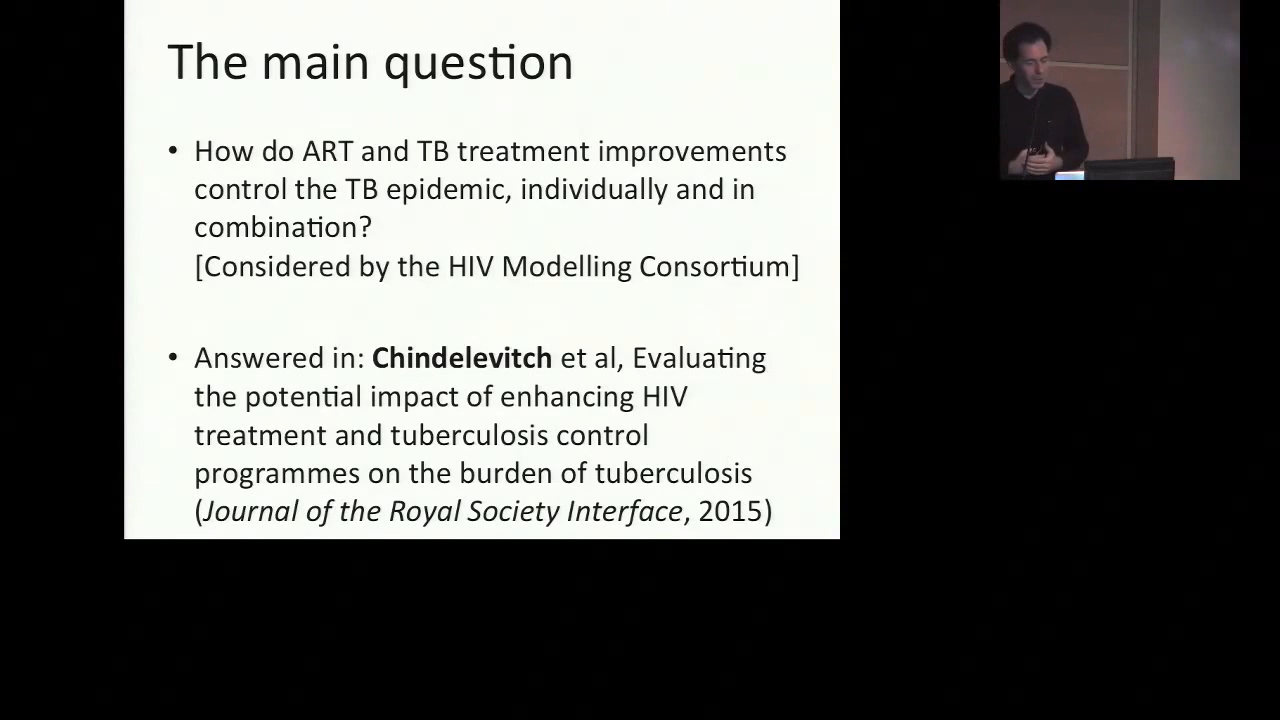 The main question
• How do ART and TB treatment improvements
control the TB epidemic, individually and in
combination?
[Considered by the HIV Modelling Consortium]
• Answered in: Chindelevitch et al, Evaluating
the potential impact of enhancing HIV
treatment and tuberculosis control
programmes on the burden of tuberculosis
(Journal of the Royal Society Interface, 2015)